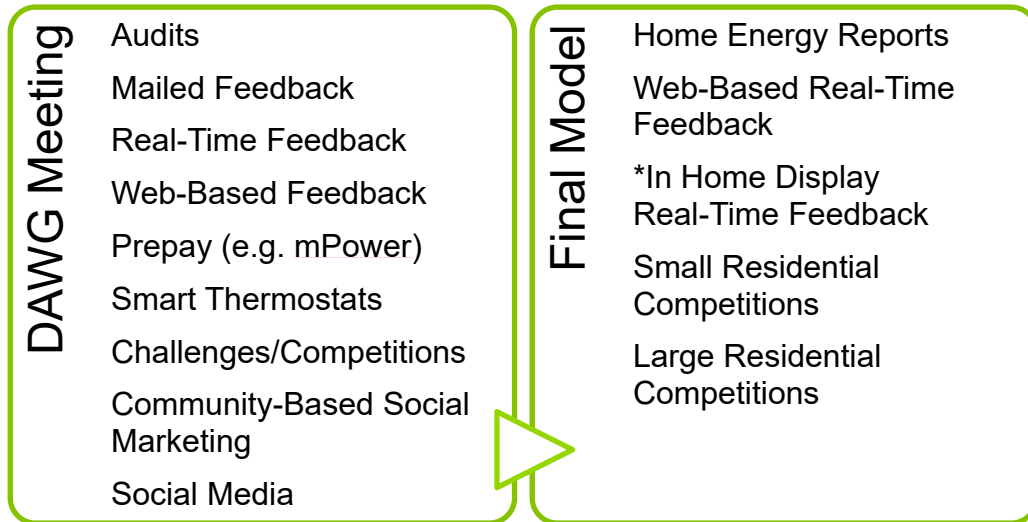 DAWG Meeting
Audits
Mailed Feedback
Real-Time Feedback
Web-Based Feedback
Prepay (e.g. mPower)
Smart Thermostats
Challenges/Competitions
Community-Based Social
Marketing
Social Media
Final Model
Home Energy Reports
Web-Based Real-Time
Feedback
*In Home Display
Real-Time Feedback
Small Residential
Competitions
Large Residential
Competitions